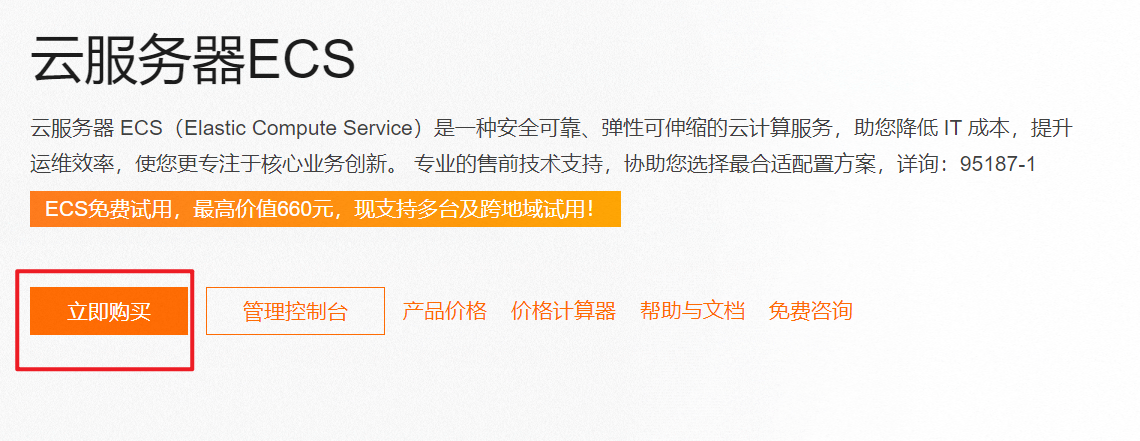 云服务器ECS
云服务器 ECS（Elastic Compute Service）是一种安全可靠、弹性可伸缩的云计算服务，助您降低 IT 成本，提升
运维效率，使您更专注于核心业务创新。 专业的售前技术支持，协助您选择最合适配置方案，详询：95187-1
ECS免费试用，最高价值660元，现支持多台及跨地域试用！
立即购买 管理控制台 产品价格 价格计算器 帮助与文档 免费咨询